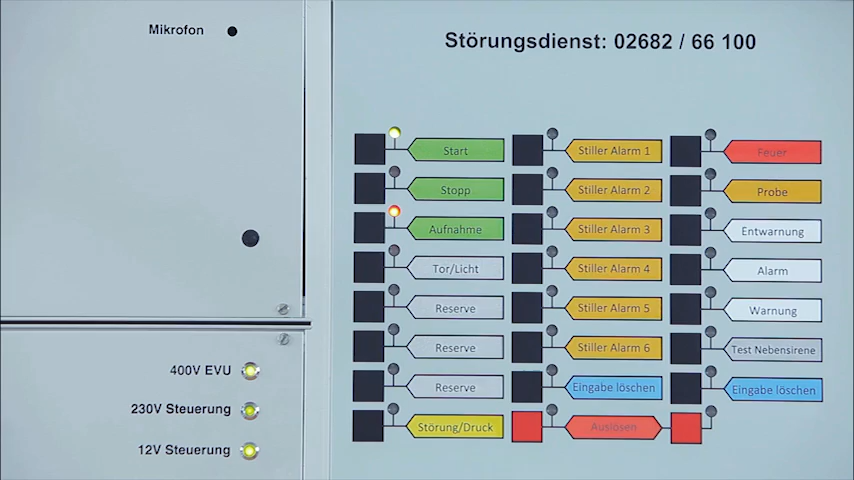 Mikrofon
Störungsdienst: 02682 / 66 100
Start
Stiller Alarm 1
Feuer
Stopp
Stiller Alarm 2
Probe
Aufnahme
Stiller Alarm 3
Entwarnung
Tor/Licht
Stiller Alarm 4
Alarm
Reserve
Stiller Alarm 5
Warnung
Reserve
Stiller Alarm 6
Test Nebensirene
Reserve
Eingabe löschen
Eingabe löschen
Störung/Druck
Auslösen
400V EVU
230V Steuerung
12V Steuerung